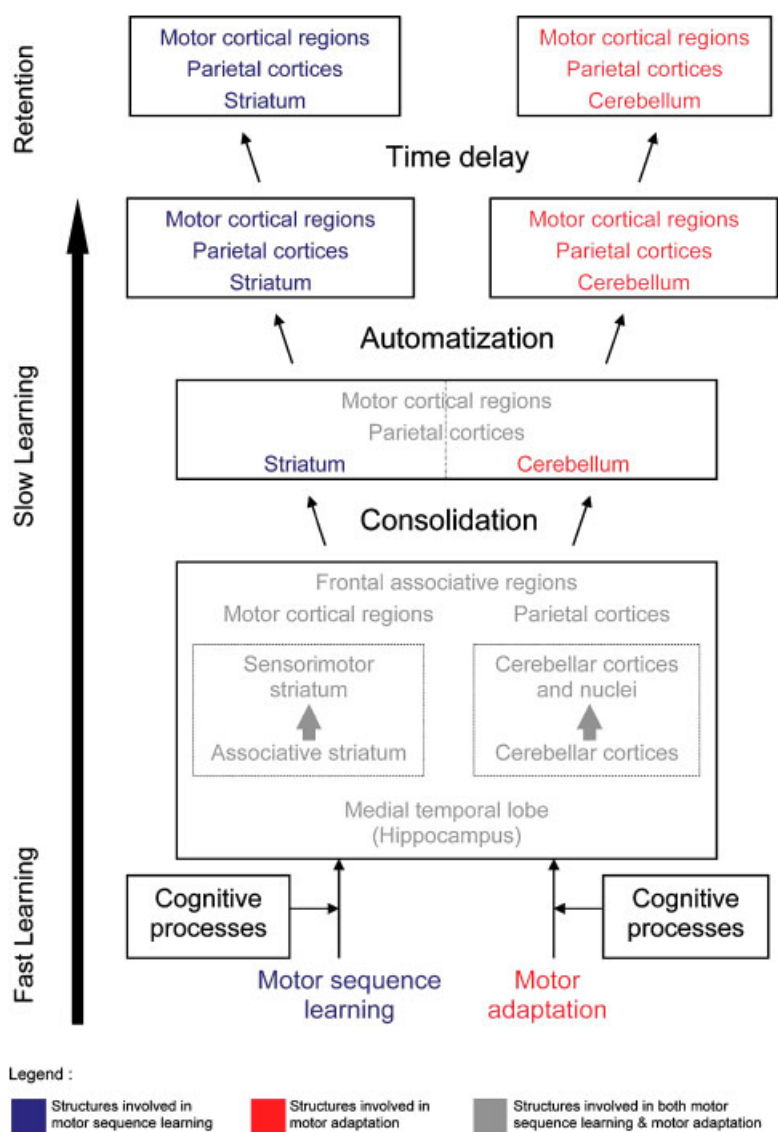 Retention
Motor cortical regions
Parietal cortices
Striatum
Motor cortical regions
Parietal cortices
Cerebellum
Time delay
Motor cortical regions
Parietal cortices
Striatum
Motor cortical regions
Parietal cortices
Cerebellum
Automatization
Slow Learning
Motor cortical regions
Parietal cortices
Striatum
Cerebellum
Consolidation
Frontal associative regions
Motor cortical regions
Parietal cortices
Sensorimotor
striatum
Associative striatum
Cerebellar cortices
and nuclei
Cerebellar cortices
Medial temporal lobe
(Hippocampus)
Fast Learning
Cognitive
processes
Cognitive
processes
Motor sequence
learning
Motor
adaptation
Legend :
Structures involved in
motor sequence learning
Structures involved in
motor adaptation
Structures involved in both motor
sequence learning & motor adaptation